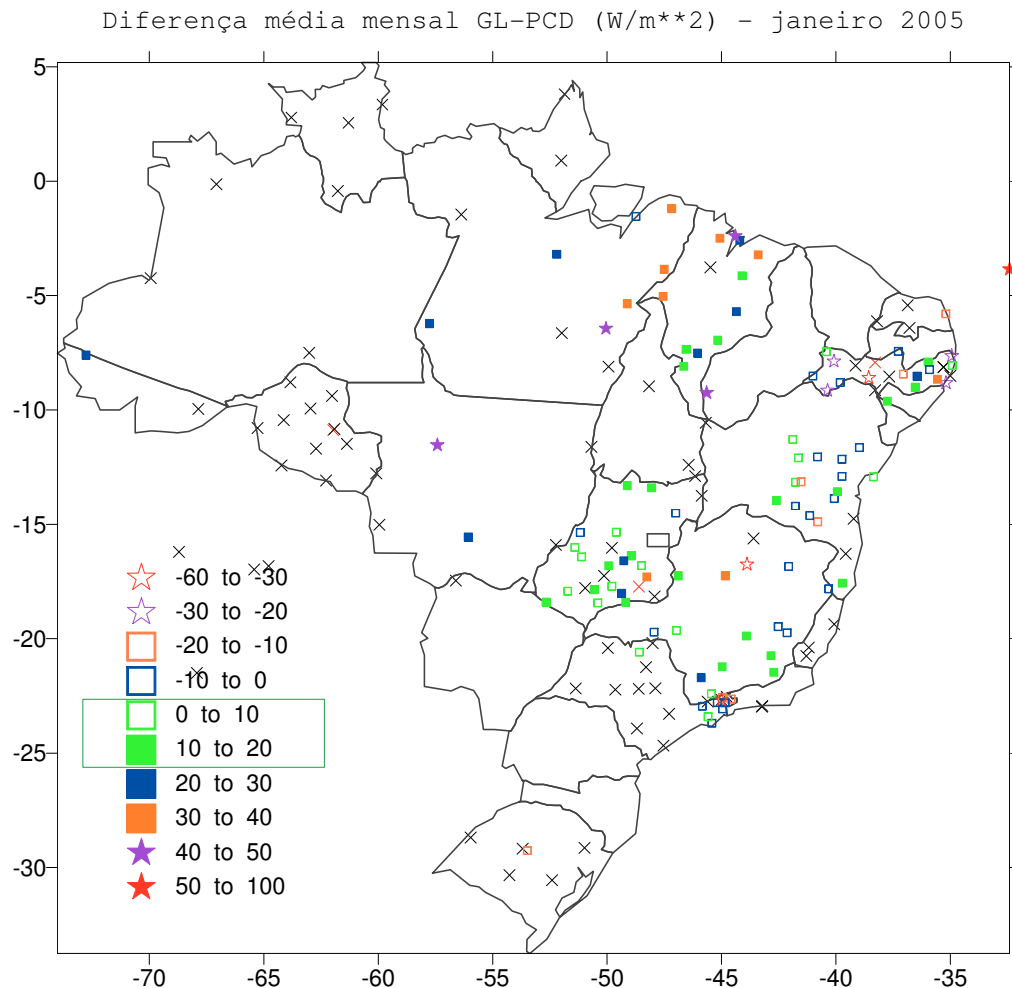 Diferença média mensal GL-PCD (W/m**2) - janeiro 2005
5
0
-5
-10
-15
-20
-25
-30
-60 to -30
-30 to -20
-20 to -10
-10 to 0
0 to 10
10 to 20
20 to 30
30 to 40
40 to 50
50 to 100
-70 -65 -60 -55 -50 -45 -40 -35